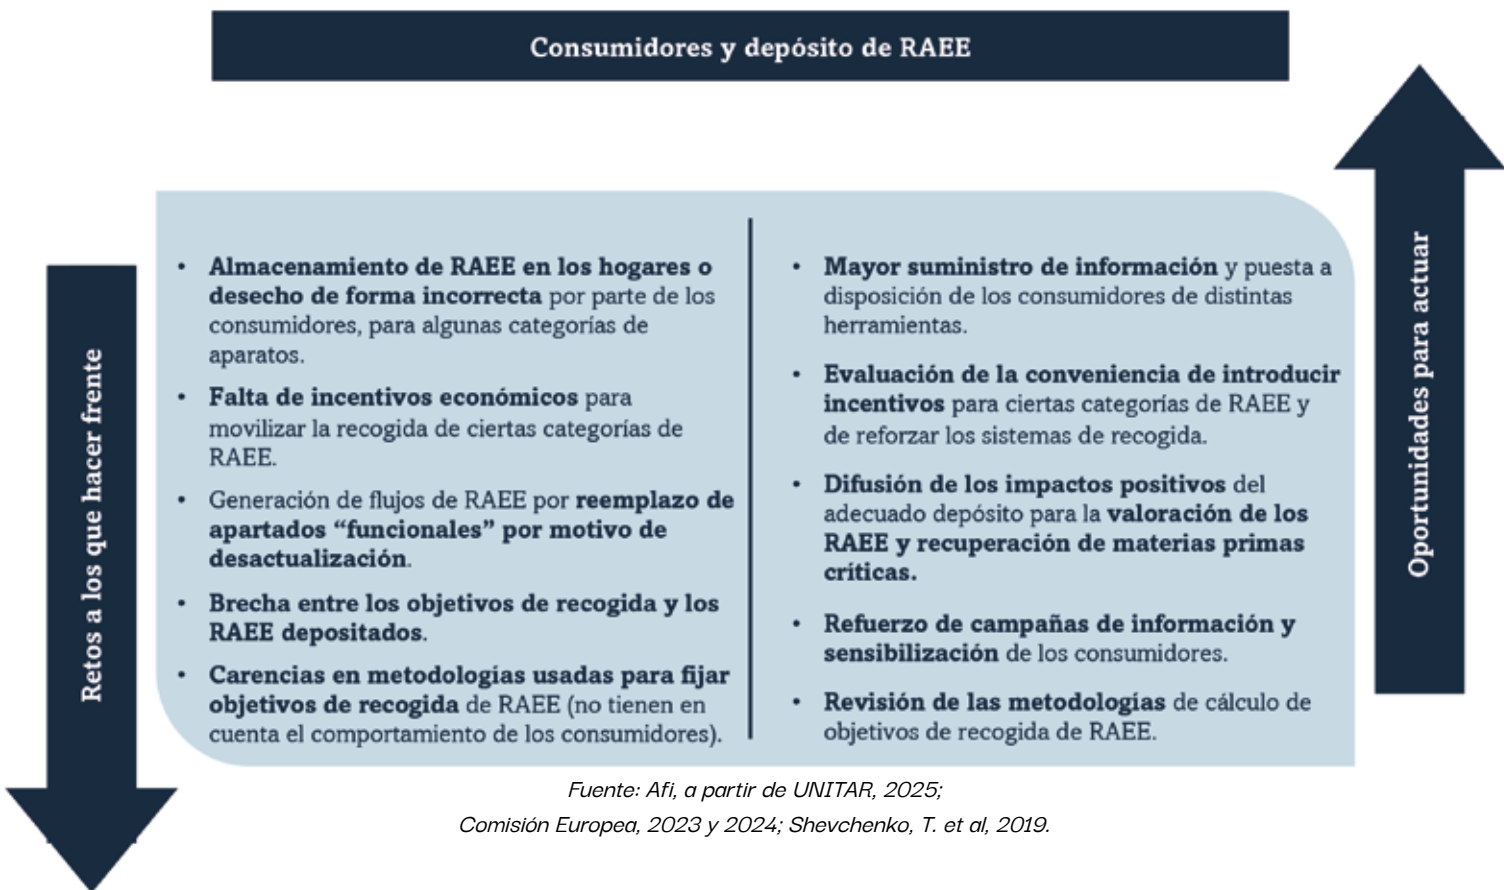 Consumidores y depósito de RAEE
Retos a los que hacer frente
• Almacenamiento de RAEE en los hogares o
desecho de forma incorrecta por parte de los
consumidores, para algunas categorías de
aparatos.
• Falta de incentivos económicos para
movilizar la recogida de ciertas categorías de
RAEE.
• Generación de flujos de RAEE por reemplazo de
apartados “funcionales” por motivo de
desactualización.
• Brecha entre los objetivos de recogida y los
RAEE depositados.
• Carencias en metodologías usadas para fijar
objetivos de recogida de RAEE (no tienen en
cuenta el comportamiento de los consumidores).
• Mayor suministro de información y puesta a
disposición de los consumidores de distintas
herramientas.
• Evaluación de la conveniencia de introducir
incentivos para ciertas categorías de RAEE y
de reforzar los sistemas de recogida.
• Difusión de los impactos positivos del
adecuado depósito para la valoración de los
RAEE y recuperación de materias primas
críticas.
• Refuerzo de campañas de información y
sensibilización de los consumidores.
• Revisión de las metodologías de cálculo de
objetivos de recogida de RAEE.
Oportunidades para actuar
Fuente: Afi, a partir de UNITAR, 2025;
Comisión Europea, 2023 y 2024; Shevchenko, T. et al, 2019.